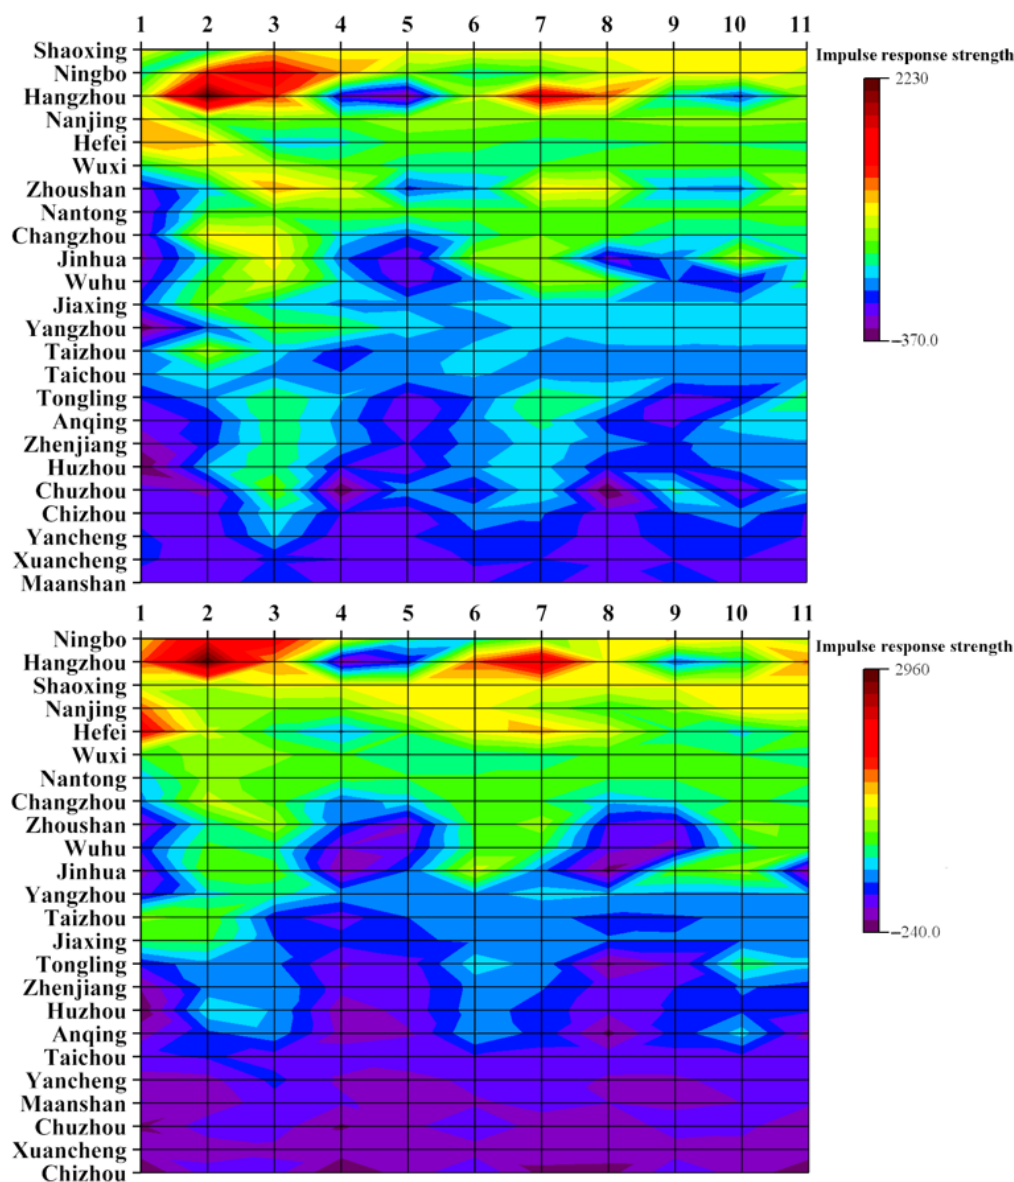 1 2 3 4 5 6 7 8 9 10 11
Shaoxing
Ningbo
Hangzhou
Nanjing
Hefei
Wuxi
Zhoushan
Nantong
Changzhou
Jinhua
Wuhu
Jiaxing
Yangzhou
Taizhou
Taichou
Tongling
Anqing
Zhenjiang
Huzhou
Chuzhou
Chizhou
Yancheng
Xuancheng
Maanshan
Impulse response strength
2230
−370.0
1 2 3 4 5 6 7 8 9 10 11
Ningbo
Hangzhou
Shaoxing
Nanjing
Hefei
Wuxi
Nantong
Changzhou
Zhoushan
Wuhu
Jinhua
Yangzhou
Taizhou
Jiaxing
Tongling
Zhenjiang
Huzhou
Anqing
Taichou
Yancheng
Maanshan
Chuzhou
Xuancheng
Chizhou
Impulse response strength
2960
−240.0